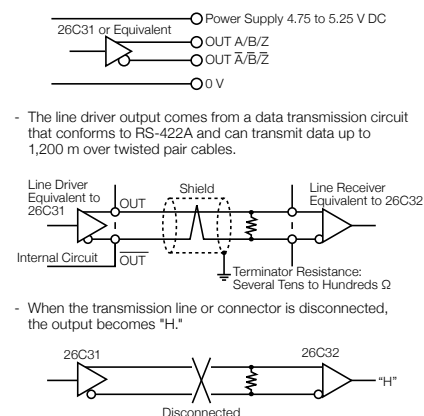 Power Supply 4.75 to 5.25 V DC
26C31 or Equivalent
OUT A/B/Z
OUT A̅/B̅/Z̅
0 V
- The line driver output comes from a data transmission circuit
that conforms to RS-422A and can transmit data up to
1,200 m over twisted pair cables.
Line Driver
Equivalent to
26C31
OUT
Shield
Line Receiver
Equivalent to 26C32
Internal Circuit
O̅U̅T̅
Terminator Resistance:
Several Tens to Hundreds Ω
- When the transmission line or connector is disconnected,
the output becomes "H."
26C31
26C32
"H"
Disconnected